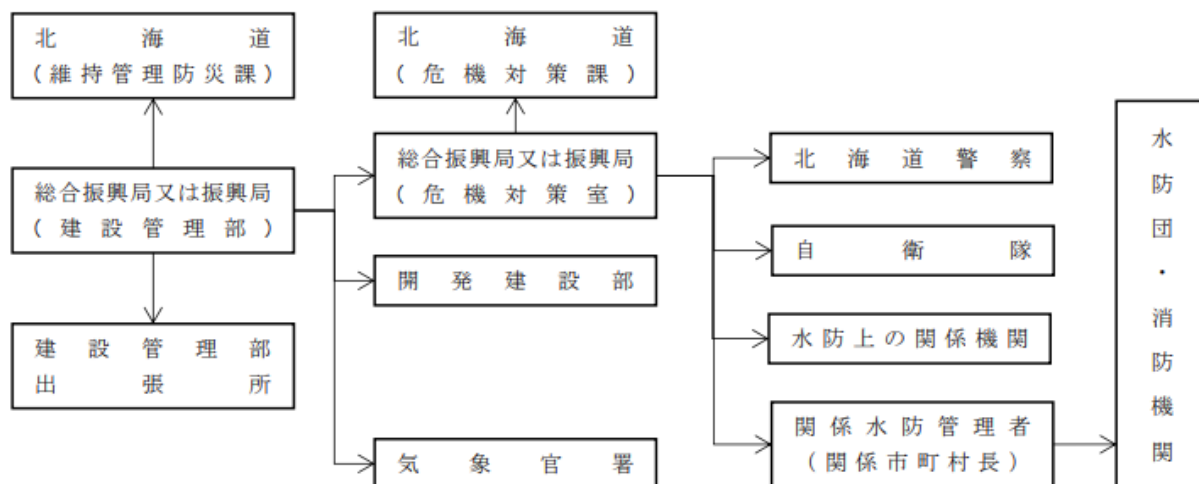 北海道
（維持管理防災課）
北海道
（危機対策課）
総合振興局又は振興局
（建設管理部）
総合振興局又は振興局
（危機対策室）
北海道警察
自衛隊
開発建設部
建設管理部
出張所
水防上の関係機関
気象官署
関係水防管理者
（関係市町村長）
水防団・消防機関